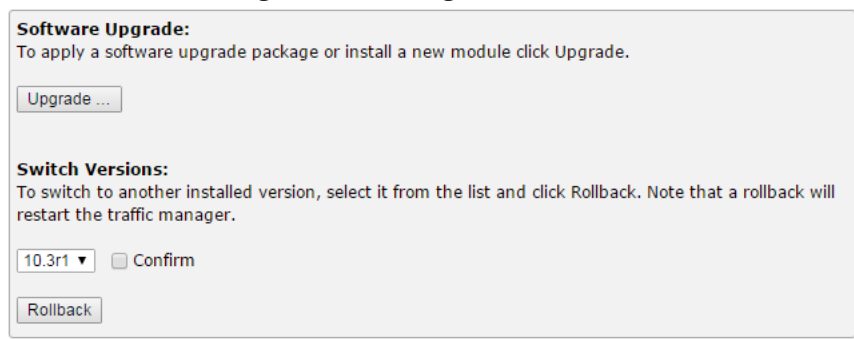 Software Upgrade:
To apply a software upgrade package or install a new module click Upgrade.
Upgrade ...
Switch Versions:
To switch to another installed version, select it from the list and click Rollback. Note that a rollback will
restart the traffic manager.
10.3r1 ▼ Confirm
Rollback